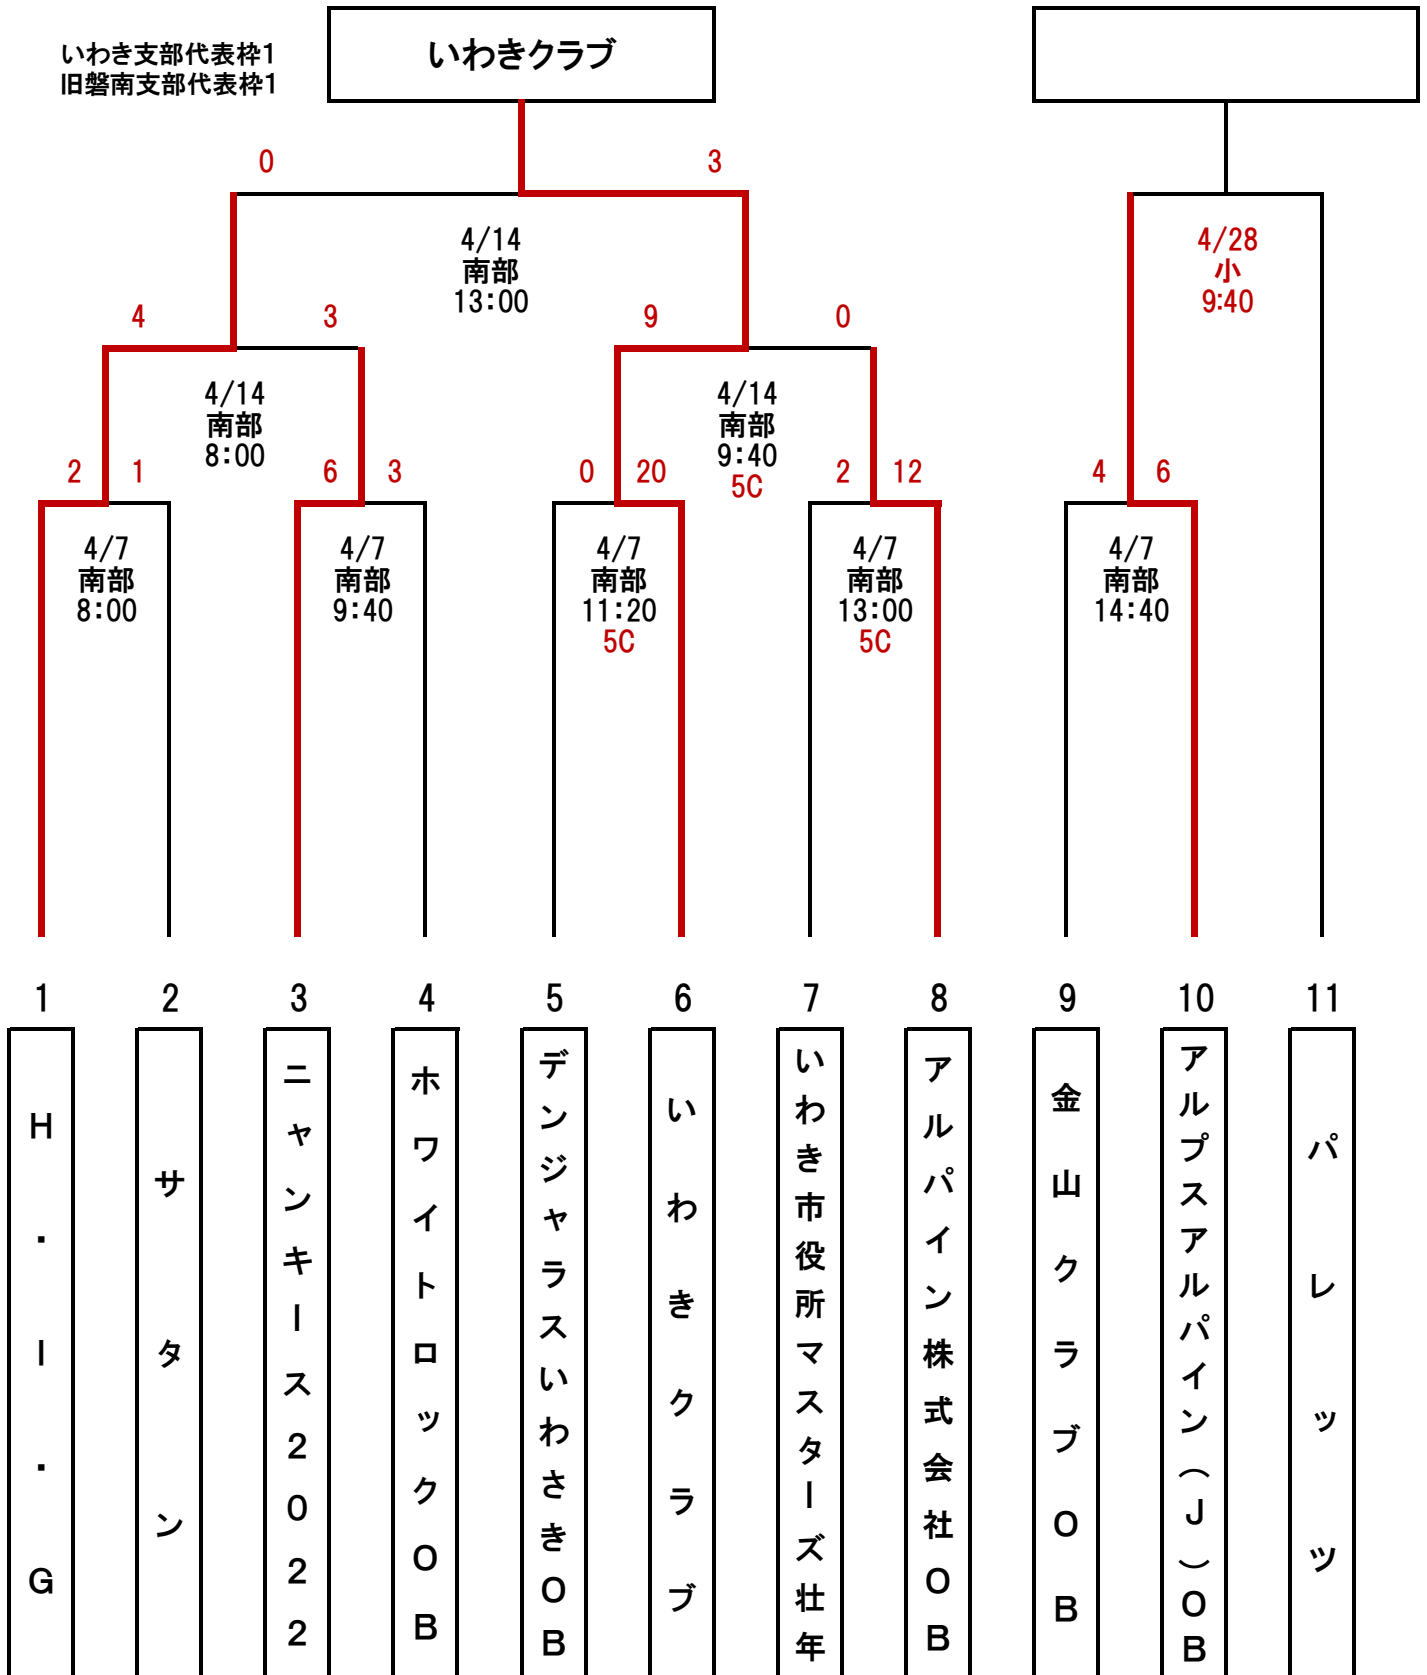 いわき支部代表枠1
旧磐南支部代表枠1
いわきクラブ
0 3
4/14
南部
13:00
4/28
小
9:40
4 3 9 0
4/14
南部
8:00
4/14
南部
9:40
5C
2 1 6 3 0 20 2 12 4 6
4/7
南部
8:00
4/7
南部
9:40
4/7
南部
11:20
5C
4/7
南部
13:00
5C
4/7
南部
14:40
1 2 3 4 5 6 7 8 9 10 11
H.I.G
サタン
ニャンキース2022
ホワイトロックOB
デンジャラスいわさきOB
いわきクラブ
いわき市役所マスターズ壮年
アルパイン株式会社OB
金山クラブOB
アルプスアルパイン(J)OB
パレッツ